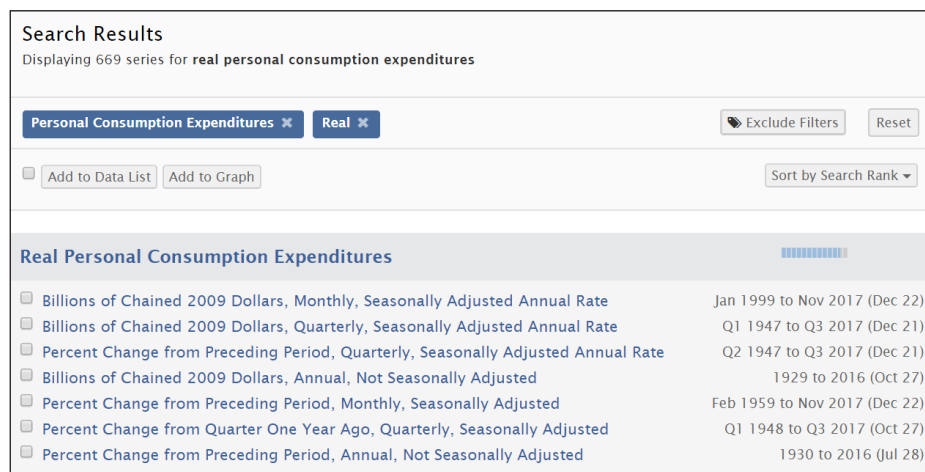 Search Results
Displaying 669 series for real personal consumption expenditures
Personal Consumption Expenditures ✖ Real ✖ Exclude Filters Reset
Add to Data List Add to Graph Sort by Search Rank
Real Personal Consumption Expenditures
Billions of Chained 2009 Dollars, Monthly, Seasonally Adjusted Annual Rate Jan 1999 to Nov 2017 (Dec 22)
Billions of Chained 2009 Dollars, Quarterly, Seasonally Adjusted Annual Rate Q1 1947 to Q3 2017 (Dec 21)
Percent Change from Preceding Period, Quarterly, Seasonally Adjusted Annual Rate Q2 1947 to Q3 2017 (Dec 21)
Billions of Chained 2009 Dollars, Annual, Not Seasonally Adjusted 1929 to 2016 (Oct 27)
Percent Change from Preceding Period, Monthly, Seasonally Adjusted Feb 1959 to Nov 2017 (Dec 22)
Percent Change from Quarter One Year Ago, Quarterly, Seasonally Adjusted Q1 1948 to Q3 2017 (Oct 27)
Percent Change from Preceding Period, Annual, Not Seasonally Adjusted 1930 to 2016 (Jul 28)